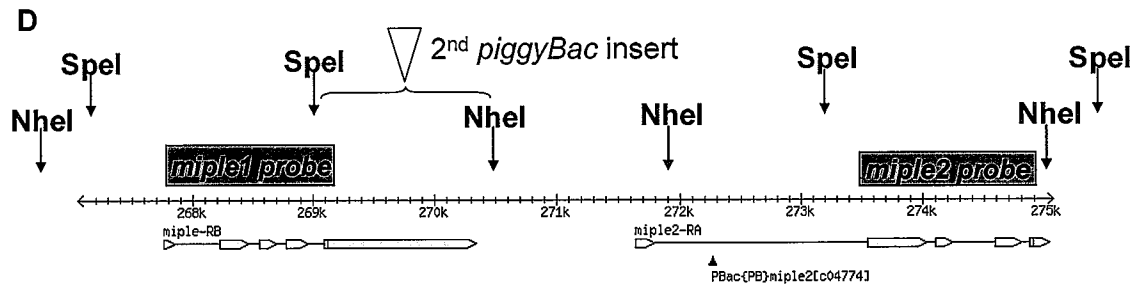 D
2nd piggyBac insert
SpeI SpeI SpeI SpeI
NheI NheI NheI NheI
miple1 probe miple2 probe
268k 269k 270k 271k 272k 273k 274k 275k
miple-RB miple2-RA
PBac{PB}miple2[c04774]